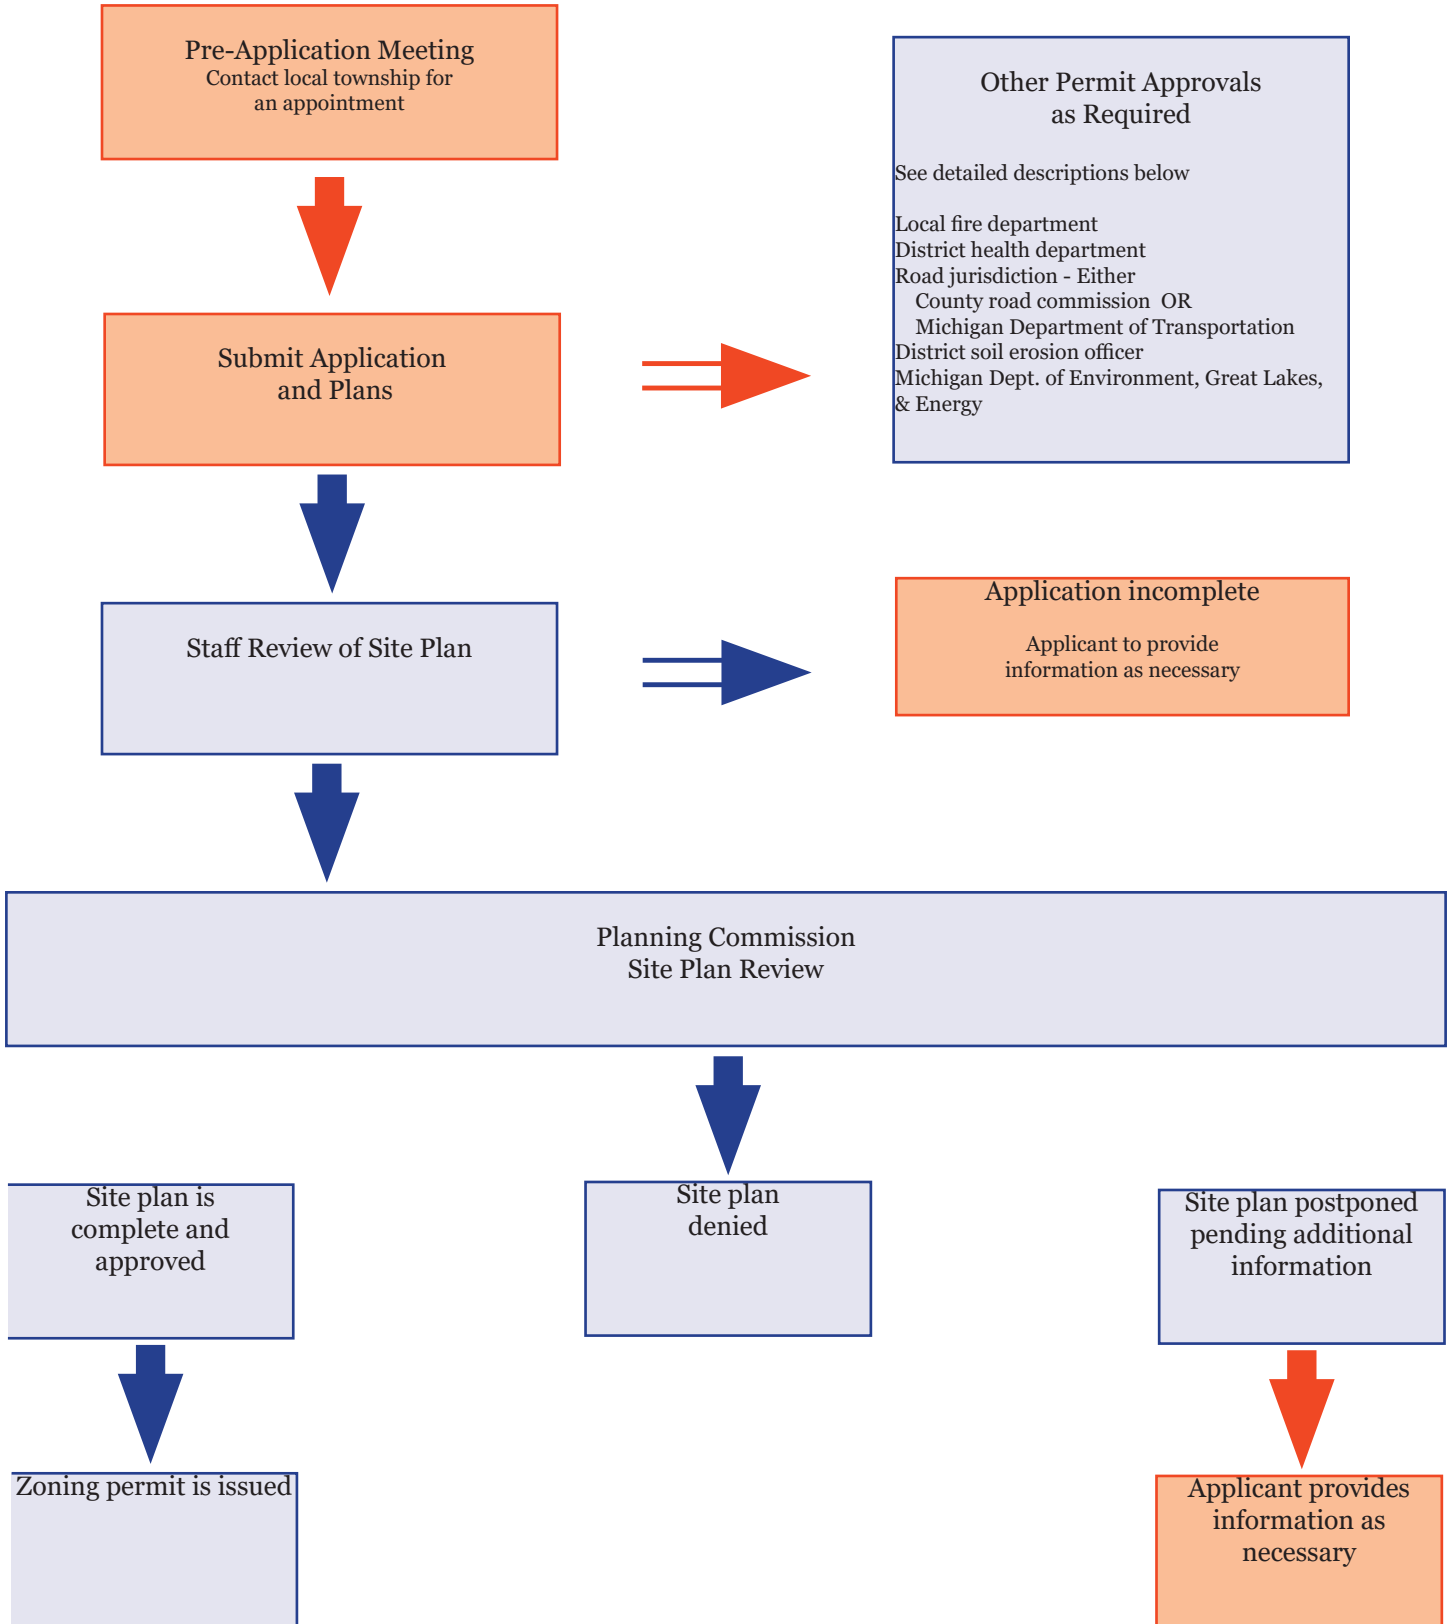 Pre-Application Meeting
Contact local township for
an appointment
Other Permit Approvals
as Required
See detailed descriptions below
Local fire department
District health department
Road jurisdiction - Either
County road commission OR
Michigan Department of Transportation
District soil erosion officer
Michigan Dept. of Environment, Great Lakes,
& Energy
Submit Application
and Plans
Staff Review of Site Plan
Application incomplete
Applicant to provide
information as necessary
Planning Commission
Site Plan Review
Site plan is
complete and
approved
Site plan
denied
Site plan postponed
pending additional
information
Zoning permit is issued
Applicant provides
information as
necessary